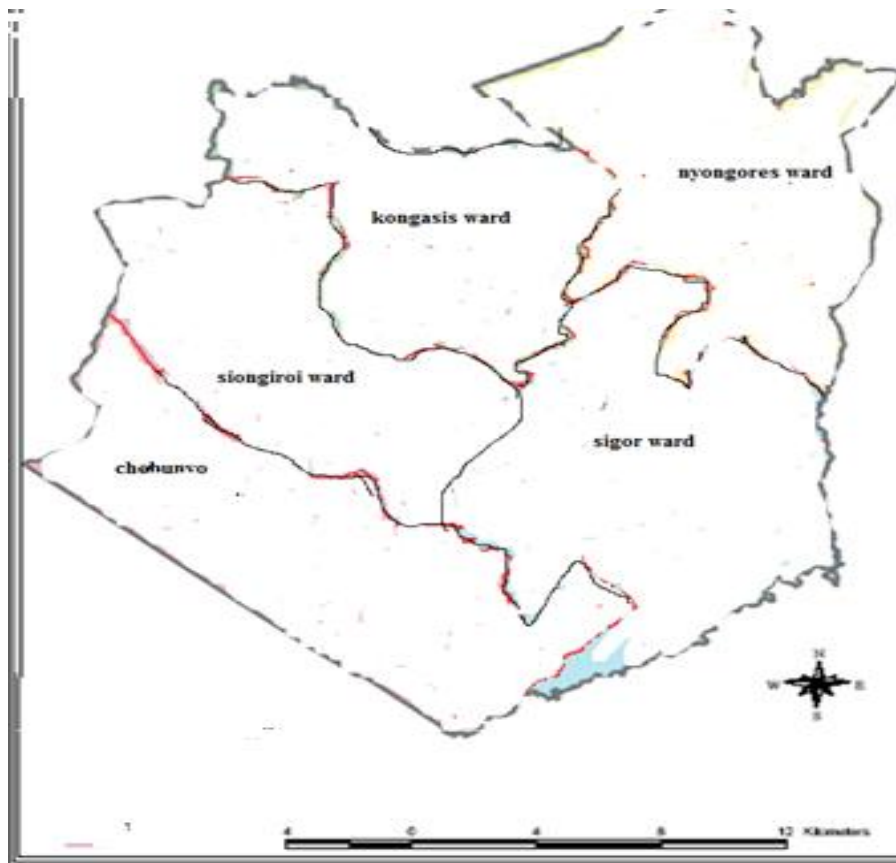 nyongores ward
kongasis ward
siongiroi ward
sigor ward
N
W E
S
4 0 4 8 12 Kilometers